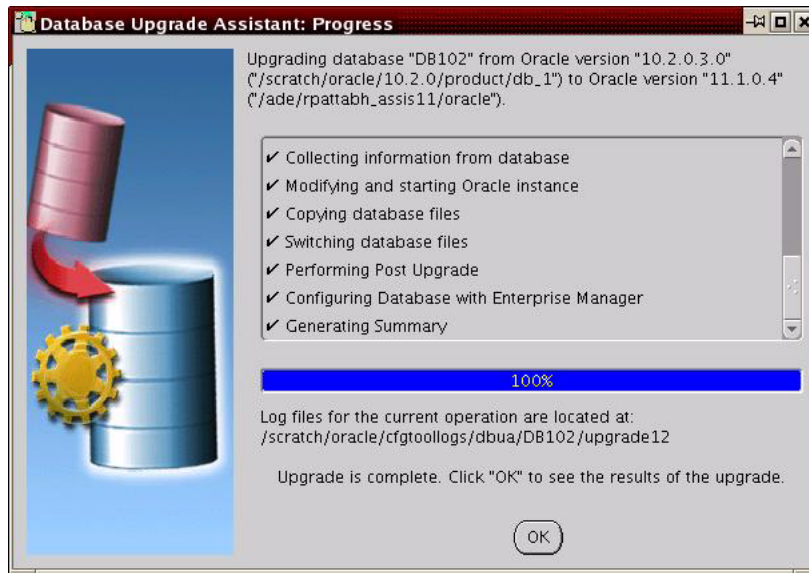 Database Upgrade Assistant: Progress
Upgrading database "DB102" from Oracle version "10.2.0.3.0"
("/scratch/oracle/10.2.0/product/db_1") to Oracle version "11.1.0.4"
("/ade/rpattabh_assis11/oracle").
✔ Collecting information from database
✔ Modifying and starting Oracle instance
✔ Copying database files
✔ Switching database files
✔ Performing Post Upgrade
✔ Configuring Database with Enterprise Manager
✔ Generating Summary
100%
Log files for the current operation are located at:
/scratch/oracle/cfgtoollogs/dbua/DB102/upgrade12
Upgrade is complete. Click "OK" to see the results of the upgrade.
OK